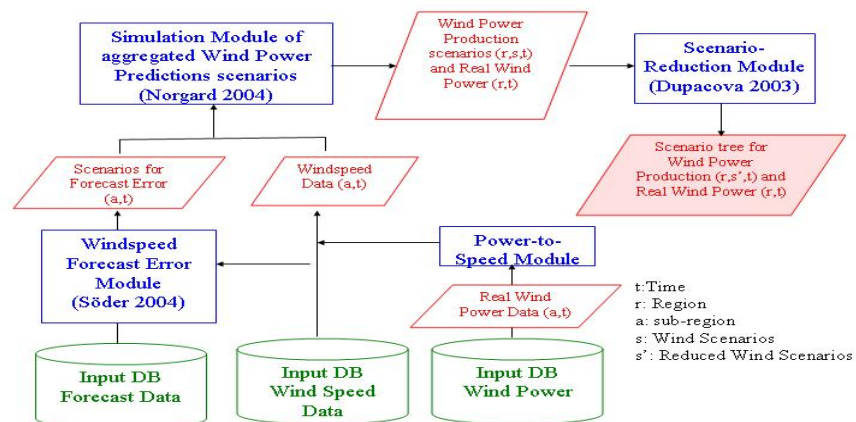 Simulation Module of
aggregated Wind Power
Predictions scenarios
(Norgard 2004)
Wind Power
Production
scenarios (r,s,t)
and Real Wind
Power (r,t)
Scenario-
Reduction Module
(Dupacova 2003)
Scenarios for
Forecast Error
(a,t)
Windspeed
Data (a,t)
Scenario tree for
Wind Power
Production (r,s’,t) and
Real Wind Power (r,t)
Windspeed
Forecast Error
Module
(Söder 2004)
Power-to-
Speed Module
Real Wind
Power Data (a,t)
t:Time
r: Region
a: sub-region
s: Wind Scenarios
s’: Reduced Wind Scenarios
Input DB
Forecast Data
Input DB
Wind Speed
Data
Input DB
Wind Power